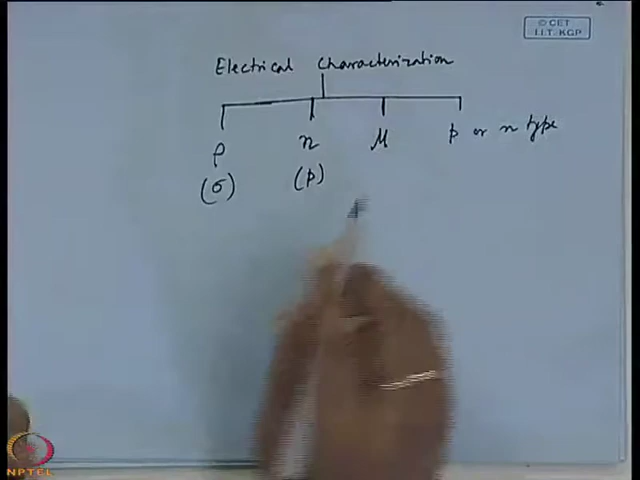 © CET
I.I.T. KGP
Electrical Characterization
ρ n μ p or n type
(σ) (p)
NPTEL